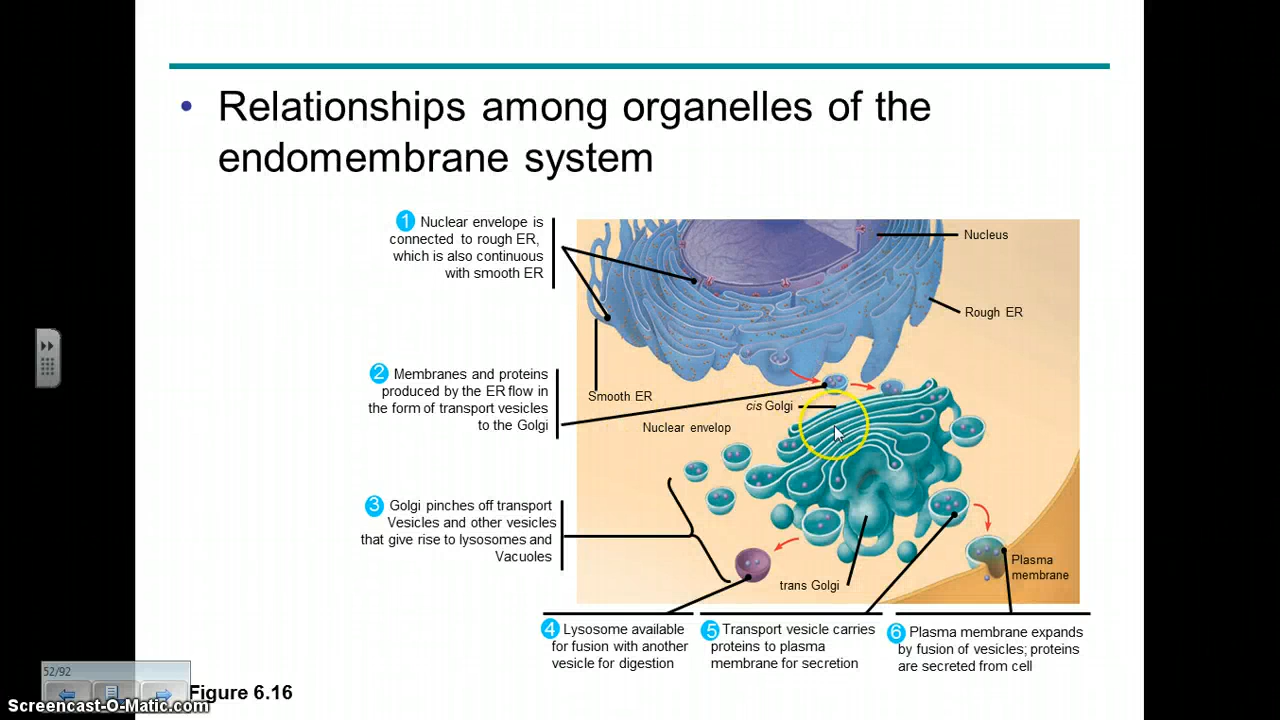 • Relationships among organelles of the
endomembrane system
1 Nuclear envelope is
connected to rough ER,
which is also continuous
with smooth ER
Nucleus
Rough ER
Smooth ER
2 Membranes and proteins
produced by the ER flow in
the form of transport vesicles
to the Golgi
cis Golgi
Nuclear envelop
3 Golgi pinches off transport
Vesicles and other vesicles
that give rise to lysosomes and
Vacuoles
trans Golgi
Plasma
membrane
4 Lysosome available
for fusion with another
vesicle for digestion
5 Transport vesicle carries
proteins to plasma
membrane for secretion
6 Plasma membrane expands
by fusion of vesicles; proteins
are secreted from cell
52/92
Figure 6.16
Screencast-O-Matic.com